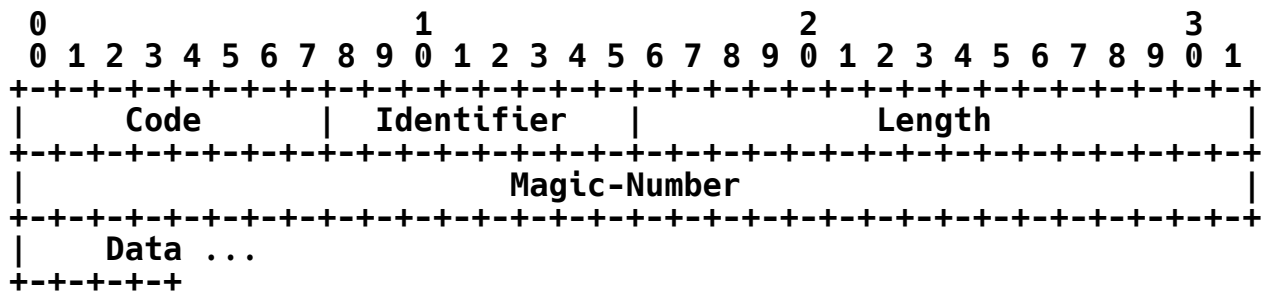 0                   1                   2                   3
 0 1 2 3 4 5 6 7 8 9 0 1 2 3 4 5 6 7 8 9 0 1 2 3 4 5 6 7 8 9 0 1
+-+-+-+-+-+-+-+-+-+-+-+-+-+-+-+-+-+-+-+-+-+-+-+-+-+-+-+-+-+-+-+-+
|     Code      |  Identifier   |            Length             |
+-+-+-+-+-+-+-+-+-+-+-+-+-+-+-+-+-+-+-+-+-+-+-+-+-+-+-+-+-+-+-+-+
|                         Magic-Number                          |
+-+-+-+-+-+-+-+-+-+-+-+-+-+-+-+-+-+-+-+-+-+-+-+-+-+-+-+-+-+-+-+-+
|    Data ...
+-+-+-+-+